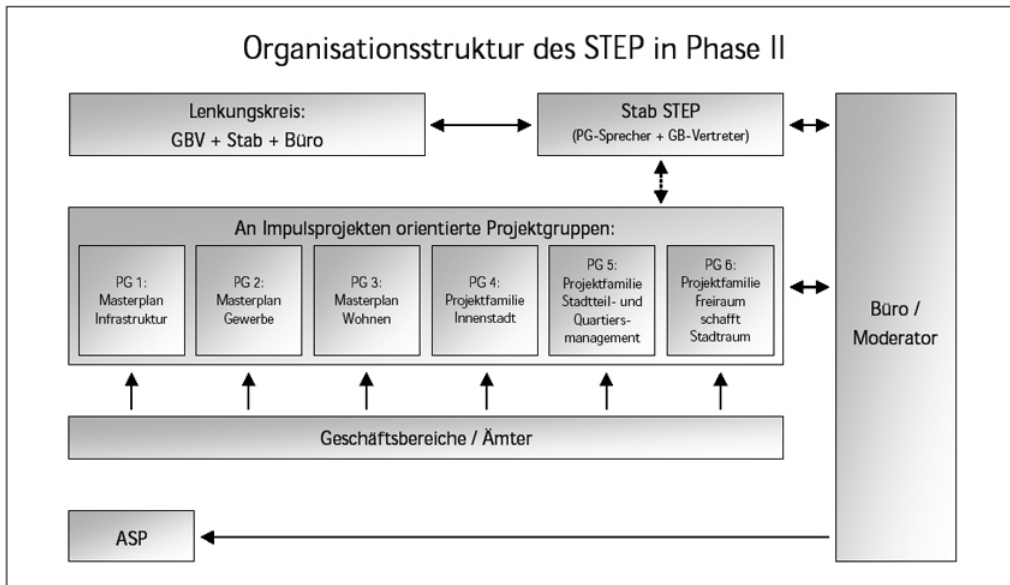 Organisationsstruktur des STEP in Phase II
Lenkungskreis:
GBV + Stab + Büro
Stab STEP
(PG-Sprecher + GB-Vertreter)
An Impulsprojekten orientierte Projektgruppen:
PG 1:
Masterplan
Infrastruktur
PG 2:
Masterplan
Gewerbe
PG 3:
Masterplan
Wohnen
PG 4:
Projektfamilie
Innenstadt
PG 5:
Projektfamilie
Stadtteil- und
Quartiers-
management
PG 6:
Projektfamilie
Freiraum
schafft
Stadtraum
Büro /
Moderator
Geschäftsbereiche / Ämter
ASP